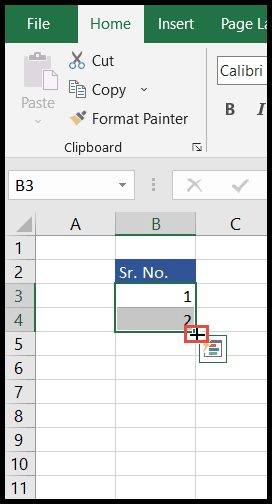 File Home Insert Page La
Cut
Copy
Paste
Format Painter
Calibri
B I
Clipboard
B3
A B C
1
2 Sr. No.
3 1
4 2
5
6
7
8
9
10
11